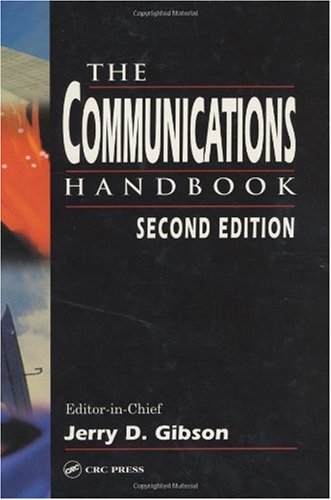 THE
COMMUNICATIONS
HANDBOOK
SECOND EDITION
Editor-in-Chief
Jerry D. Gibson
CRC PRESS